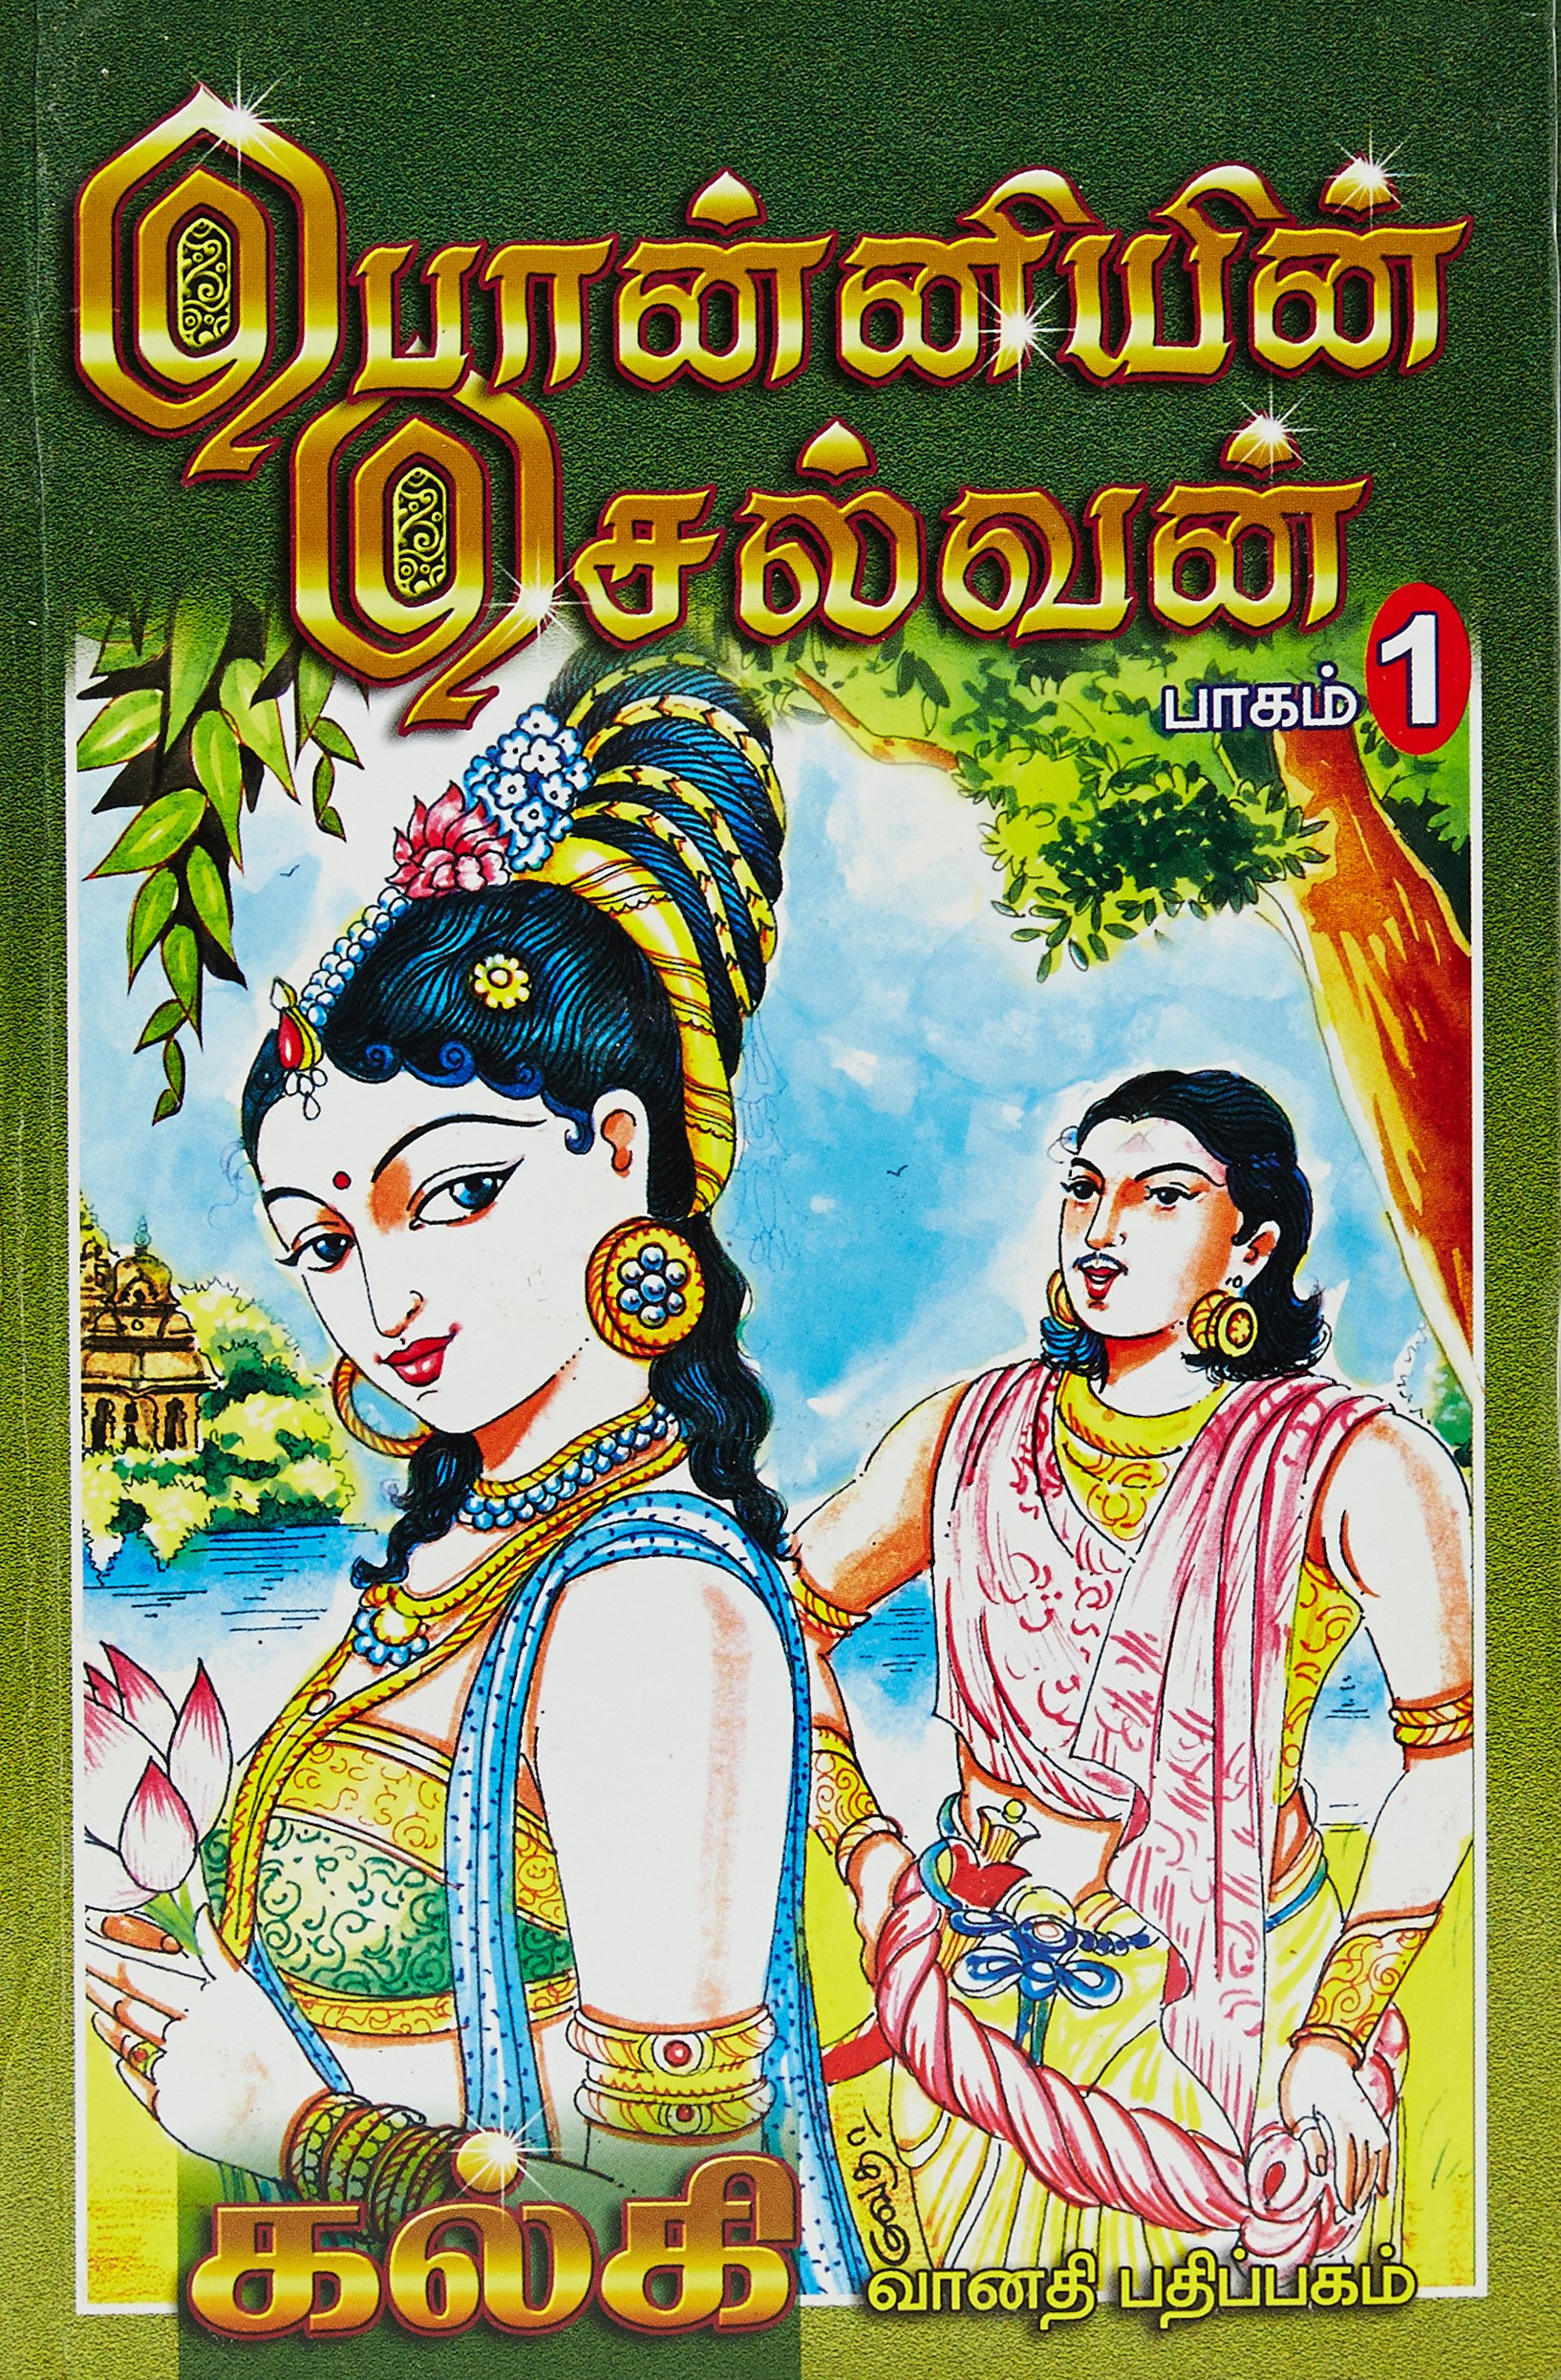 பொன்னியின்
செல்வன்
பாகம் 1
கல்கி
வானதி பதிப்பகம்